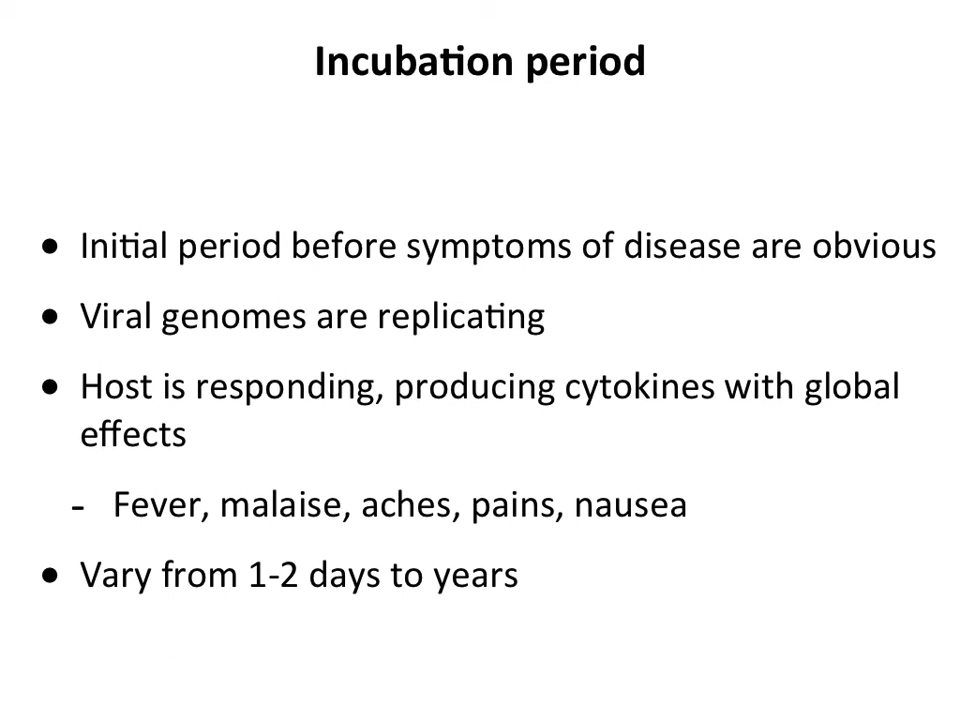 Incubation period
● Initial period before symptoms of disease are obvious
● Viral genomes are replicating
● Host is responding, producing cytokines with global
effects
- Fever, malaise, aches, pains, nausea
● Vary from 1-2 days to years